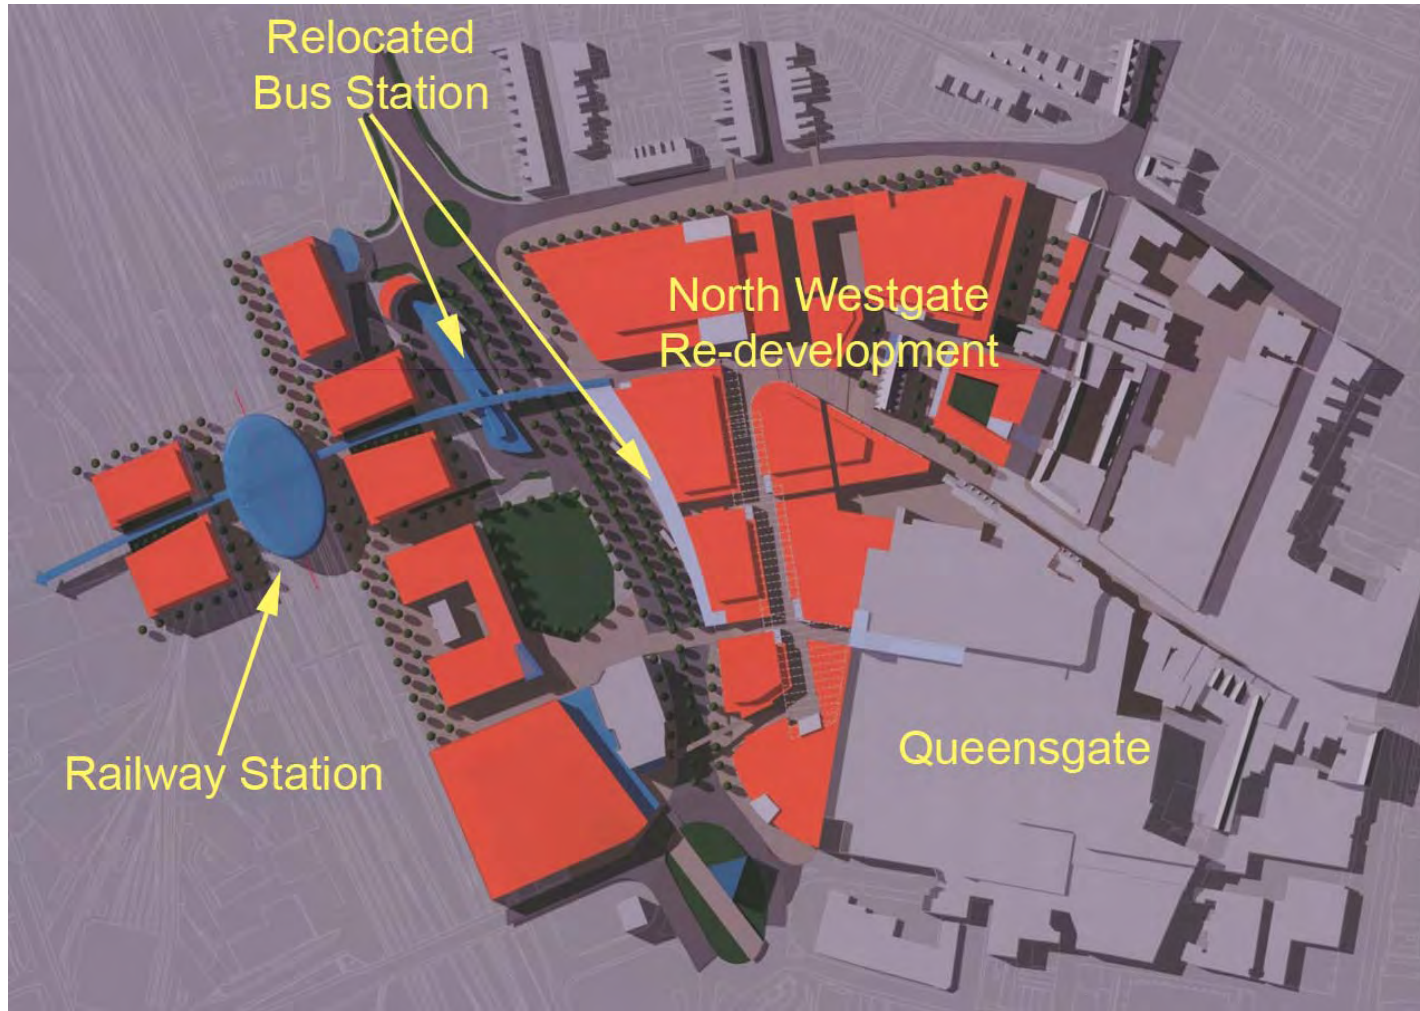 Relocated
Bus Station
North Westgate
Re-development
Queensgate
Railway Station